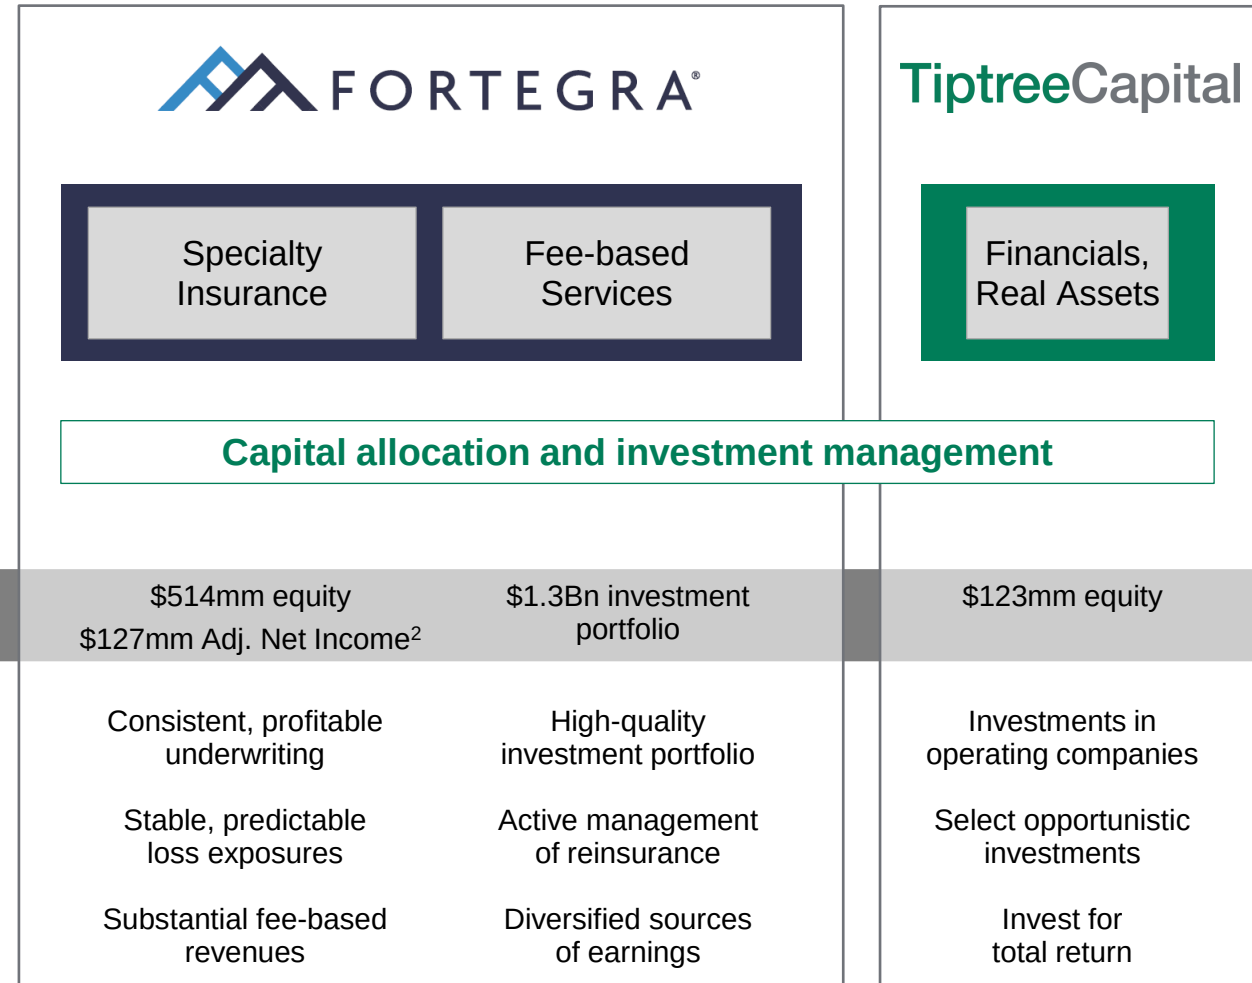 FORTEGRA®
TiptreeCapital
Specialty
Insurance
Fee-based
Services
Financials,
Real Assets
Capital allocation and investment management
$514mm equity
$127mm Adj. Net Income²
$1.3Bn investment
portfolio
$123mm equity
Consistent, profitable
underwriting
High-quality
investment portfolio
Investments in
operating companies
Stable, predictable
loss exposures
Active management
of reinsurance
Select opportunistic
investments
Substantial fee-based
revenues
Diversified sources
of earnings
Invest for
total return